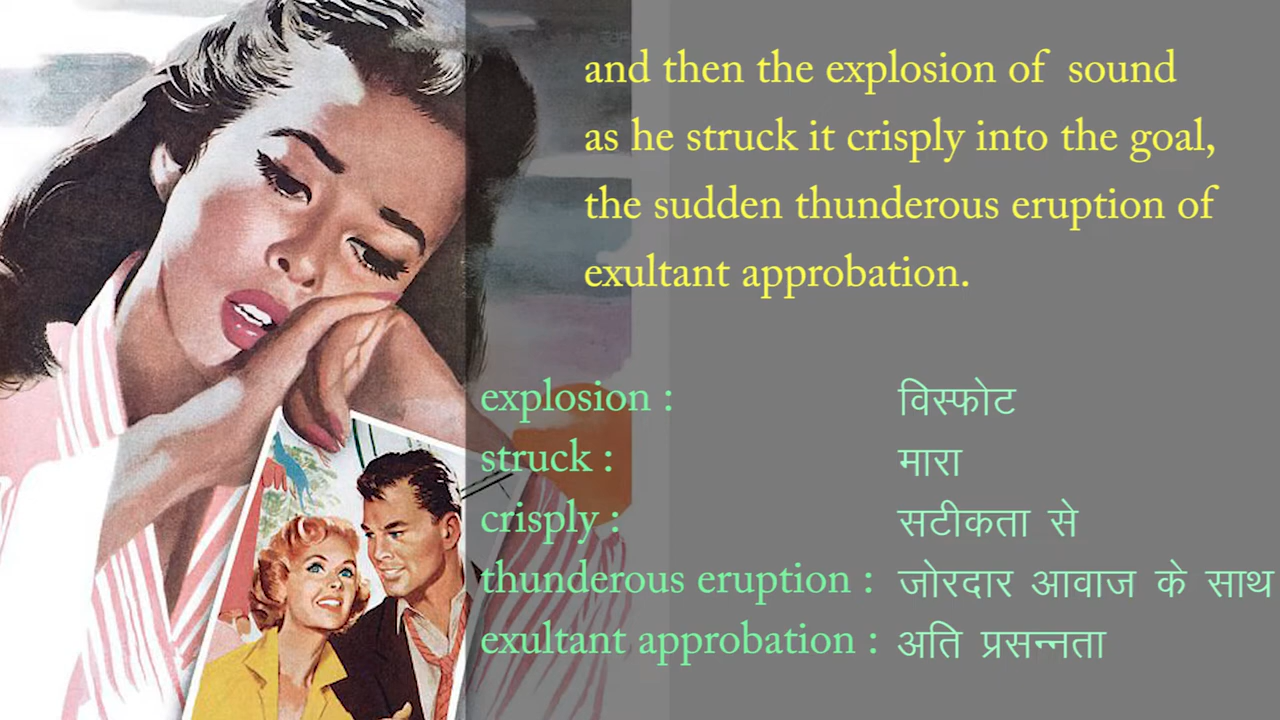 and then the explosion of sound
as he struck it crisply into the goal,
the sudden thunderous eruption of
exultant approbation.
explosion : विस्फोट
struck : मारा
crisply : सटीकता से
thunderous eruption : जोरदार आवाज के साथ
exultant approbation : अति प्रसन्नता